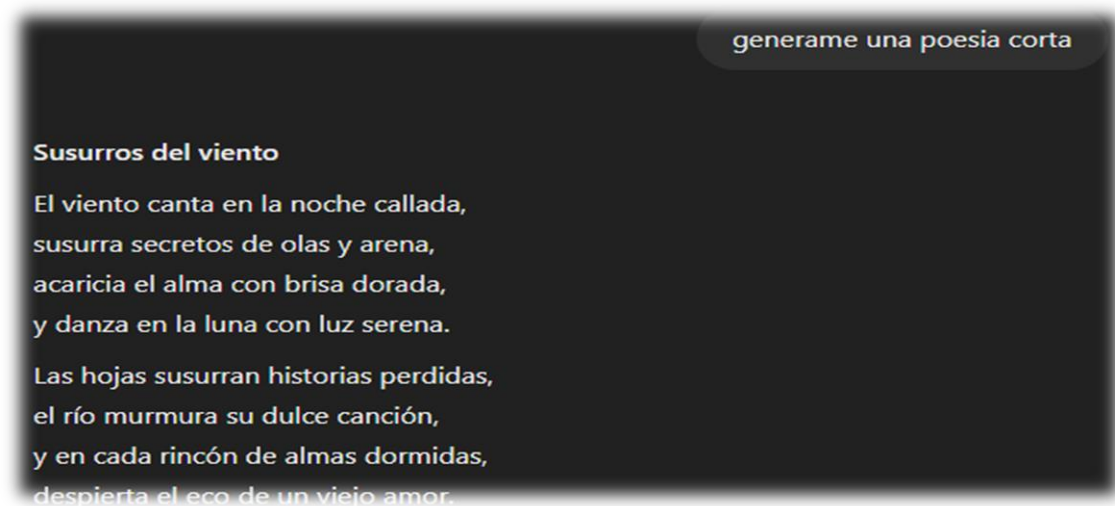 generame una poesia corta
Susurros del viento
El viento canta en la noche callada,
susurra secretos de olas y arena,
acaricia el alma con brisa dorada,
y danza en la luna con luz serena.
Las hojas susurran historias perdidas,
el río murmura su dulce canción,
y en cada rincón de almas dormidas,
despierta el eco de un viejo amor.